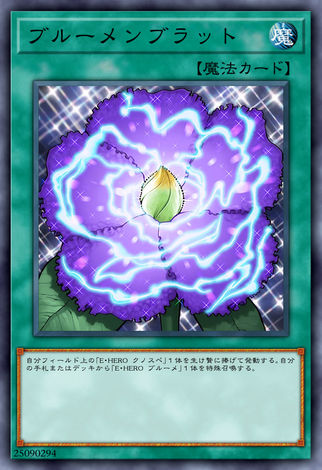 ブルーメンブラット
魔
【魔法カード】
自分フィールド上の「E・HERO クノスペ」１体を生け贄に捧げて発動する。自分
の手札またはデッキから「E・HERO ブルーメ」１体を特殊召喚する。
25090294